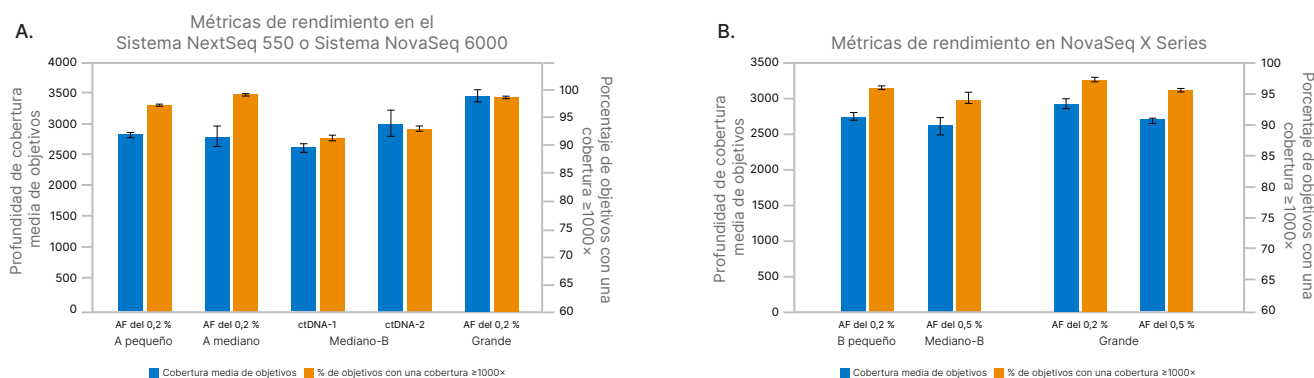 A.
Métricas de rendimiento en el
Sistema NextSeq 550 o Sistema NovaSeq 6000
Profundidad de cobertura
media de objetivos
4000
3500
3000
2500
2000
1500
1000
500
0
100
95
90
85
80
75
70
65
60
Porcentaje de objetivos con una
cobertura ≥1000×
AF del 0,2 % AF del 0,2 % ctDNA-1 ctDNA-2 AF del 0,2 %
A pequeño A mediano Mediano-B Grande
Cobertura media de objetivos % de objetivos con una cobertura ≥1000×
B.
Métricas de rendimiento en NovaSeq X Series
Profundidad de cobertura
media de objetivos
3500
3000
2500
2000
1500
3000
1000
500
0
100
95
90
85
80
75
70
65
60
Porcentaje de objetivos con una
cobertura ≥1000×
AF del 0,2 % AF del 0,5 % AF del 0,2 % AF del 0,5 %
B pequeño Mediano-B Grande
Cobertura media de objetivos % de objetivos con una cobertura ≥1000×